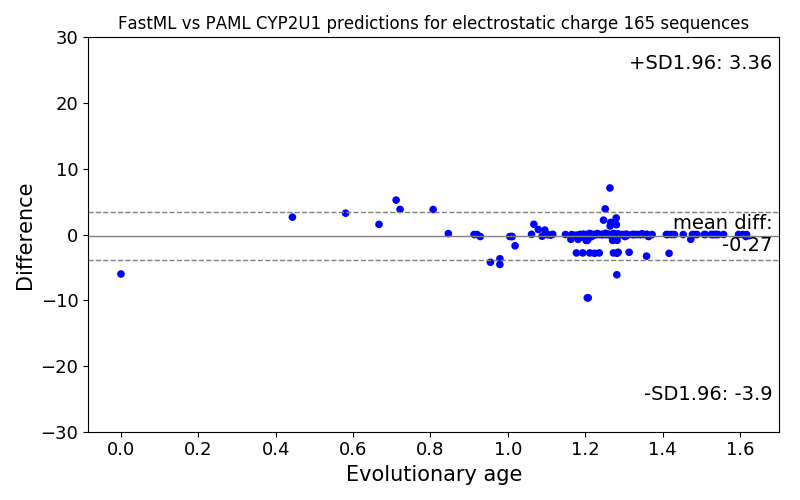 FastML vs PAML CYP2U1 predictions for electrostatic charge 165 sequences
30
+SD1.96: 3.36
20
10
mean diff:
0
-0.27
Difference
−10
−20
-SD1.96: -3.9
−30
0.0 0.2 0.4 0.6 0.8 1.0 1.2 1.4 1.6
Evolutionary age